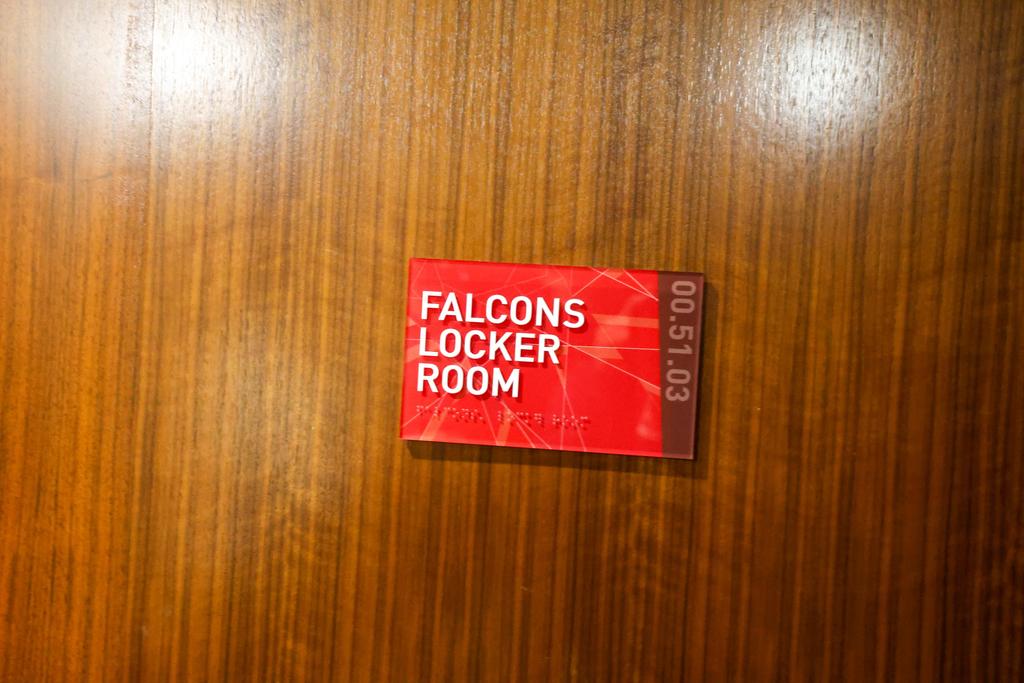 FALCONS
LOCKER
ROOM
00.51.03